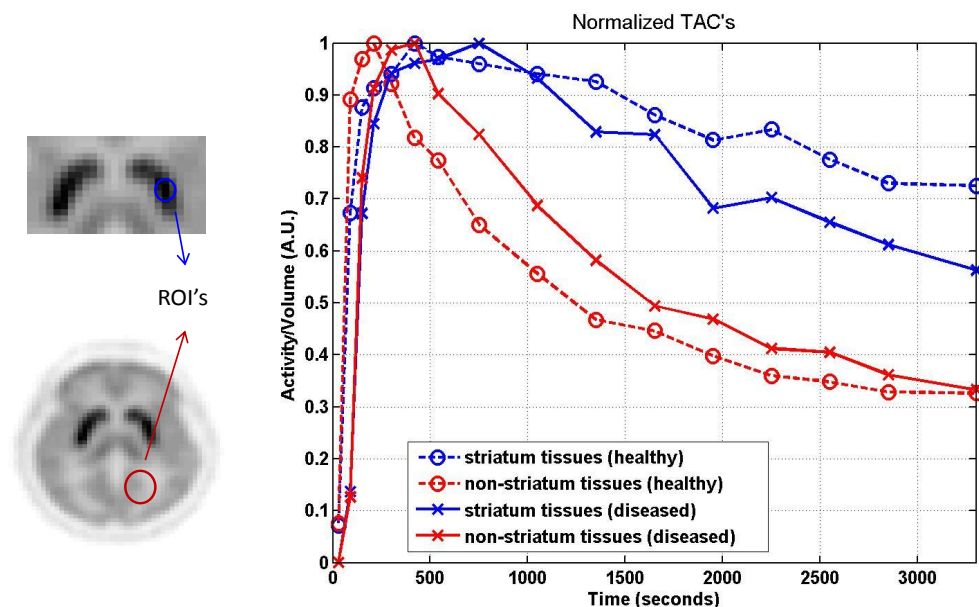 Normalized TAC's
ROI's
Activity/Volume (A.U.)
1
0.9
0.8
0.7
0.6
0.5
0.4
0.3
0.2
0.1
0
striatum tissues (healthy)
non-striatum tissues (healthy)
striatum tissues (diseased)
non-striatum tissues (diseased)
0 500 1000 1500 2000 2500 3000
Time (seconds)